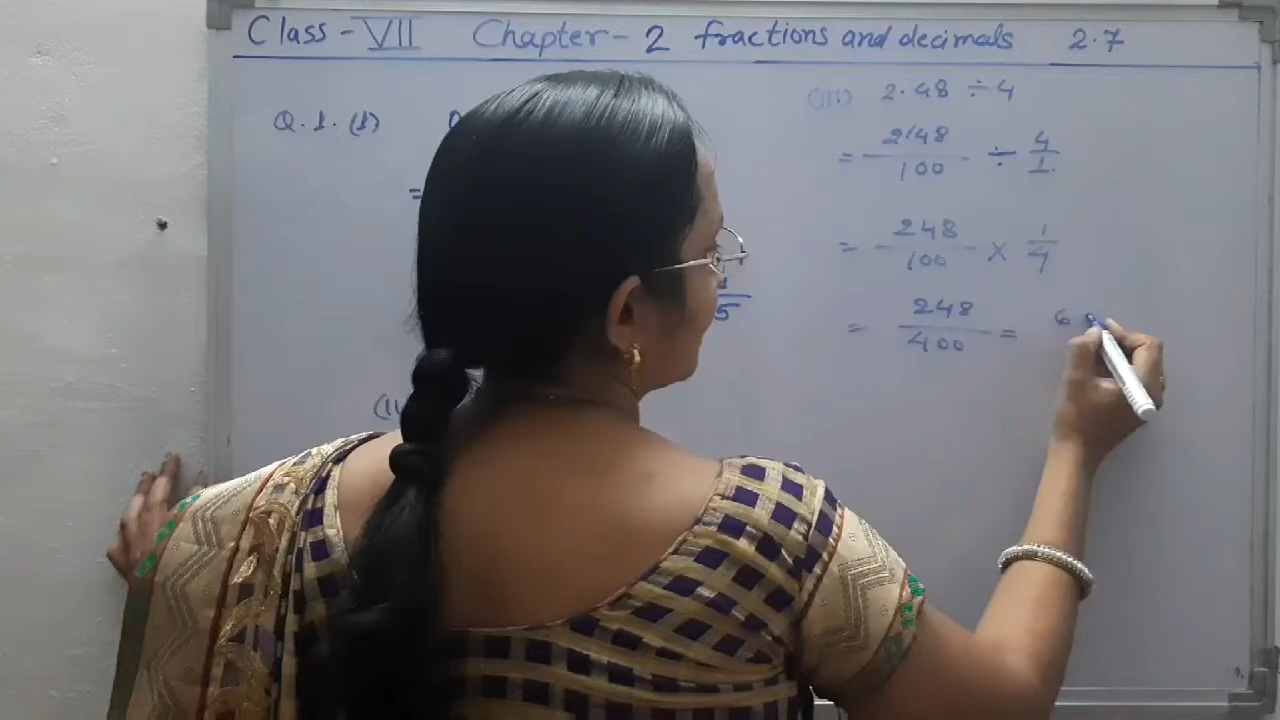 Class - VII Chapter - 2 fractions and decimals 2.7
Q.1. (1)
=
5
(iii) 2.48 ÷ 4
= 248/100 ÷ 4/1
= 248/100 × 1/4
= 248/400 = 6